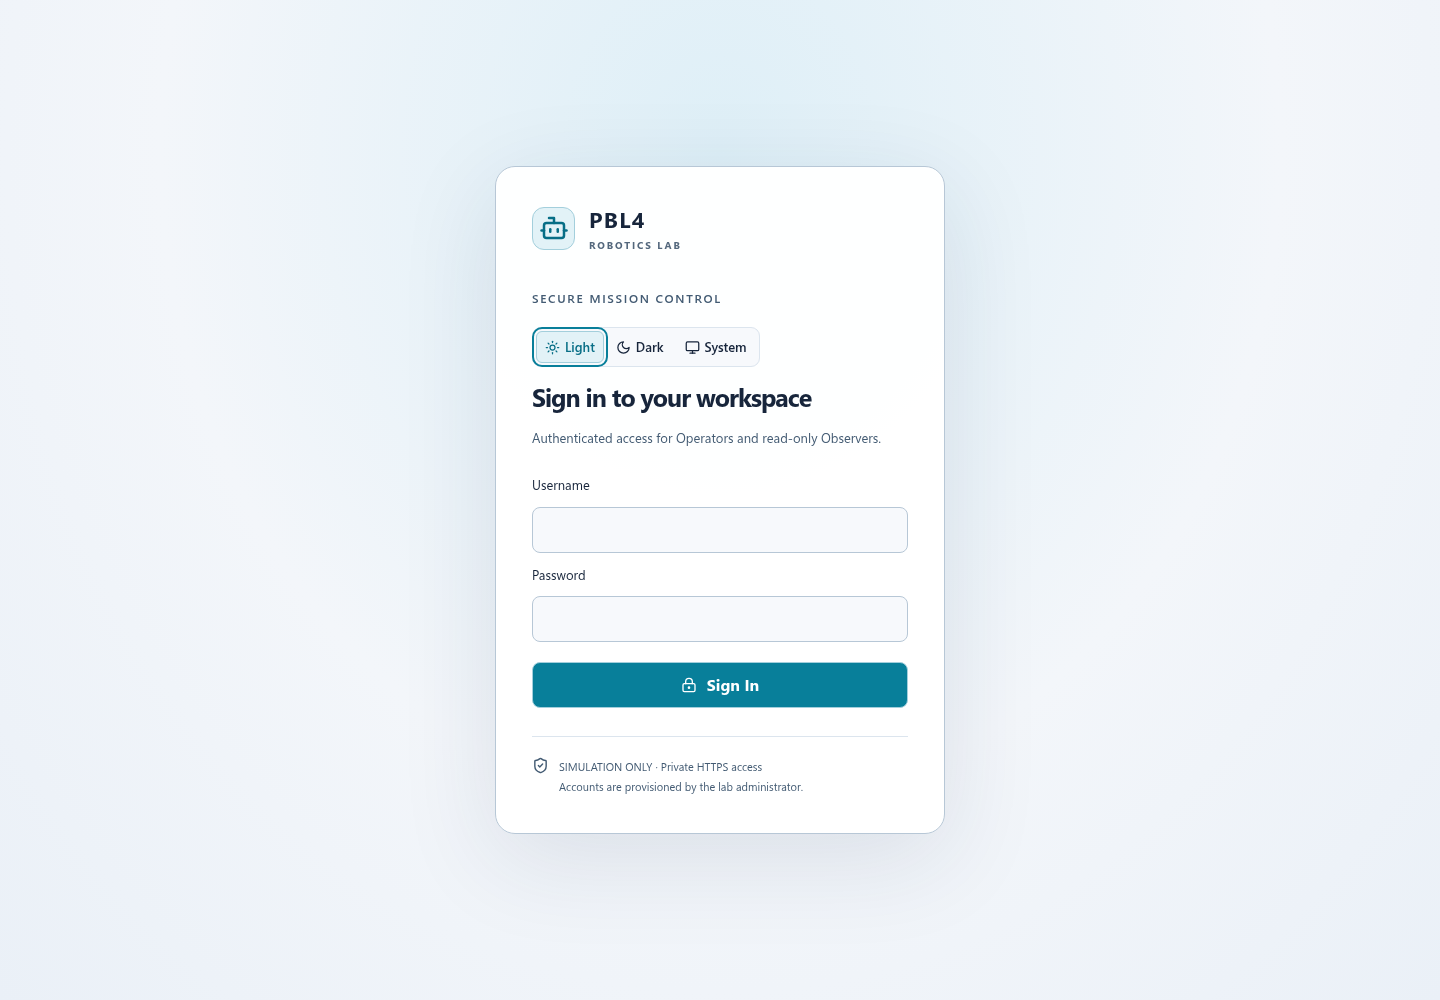 PBL4
ROBOTICS LAB
SECURE MISSION CONTROL
Light Dark System
Sign in to your workspace
Authenticated access for Operators and read-only Observers.
Username
Password
Sign In
SIMULATION ONLY · Private HTTPS access
Accounts are provisioned by the lab administrator.